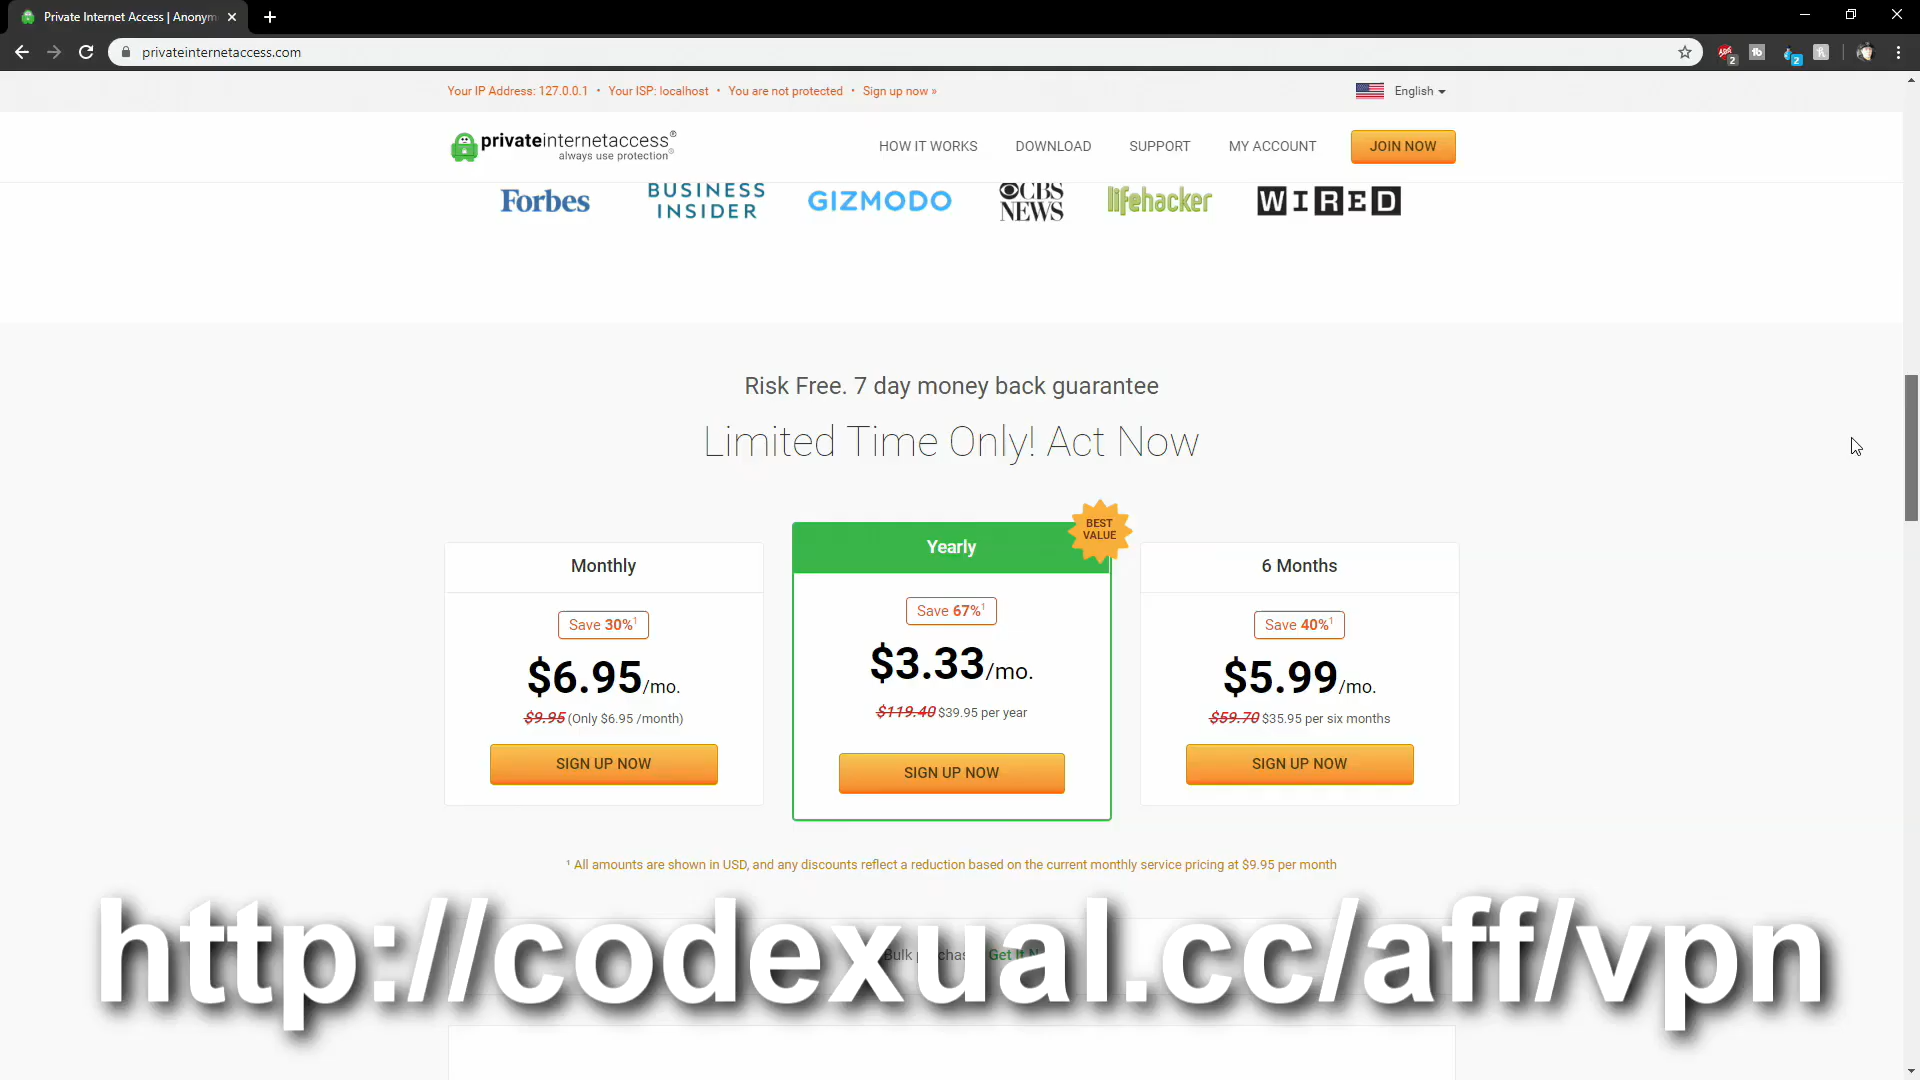 Private Internet Access | Anonym
privateinternetaccess.com
2
2
Your IP Address: 127.0.0.1 • Your ISP: localhost • You are not protected • Sign up now »
English
privateinternetaccess®
always use protection®
HOW IT WORKS
DOWNLOAD
SUPPORT
MY ACCOUNT
JOIN NOW
Forbes
BUSINESS
INSIDER
GIZMODO
CBS
NEWS
lifehacker
WIRED
Risk Free. 7 day money back guarantee
Limited Time Only! Act Now
Monthly
Save 30%¹
$6.95/mo.
$9.95 (Only $6.95 /month)
SIGN UP NOW
BEST
VALUE
Yearly
Save 67%¹
$3.33/mo.
$119.40 $39.95 per year
SIGN UP NOW
6 Months
Save 40%¹
$5.99/mo.
$59.70 $35.95 per six months
SIGN UP NOW
¹ All amounts are shown in USD, and any discounts reflect a reduction based on the current monthly service pricing at $9.95 per month
Bulk Get It
http://codexual.cc/aff/vpn